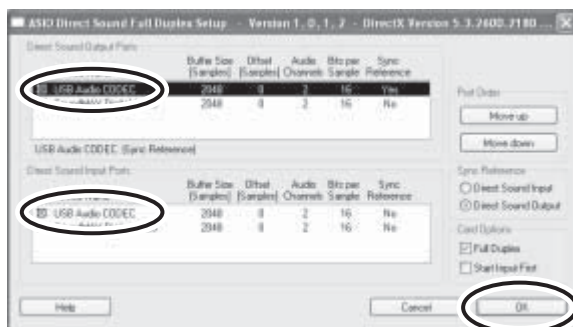 ASIO Direct Sound Full Duplex Setup - Version 1, 0, 1, 2 - DirectX Version 5.3.2600.2180 ...
Direct Sound Output Ports
Buffer Size Offset Audio Bits per Sync
[Samples] [Samples] Channels Sample Reference
USB Audio CODEC 2048 0 2 16 Yes
2048 0 2 16 No
USB Audio CODEC (Sync Reference)
Direct Sound Input Ports
Buffer Size Offset Audio Bits per Sync
[Samples] [Samples] Channels Sample Reference
USB Audio CODEC 2048 0 2 16 No
2048 0 2 16 No
Port Order
Move up
Move down
Sync Reference
Direct Sound Input
Direct Sound Output
Card Options
Full Duplex
Start Input First
Help
Cancel
OK